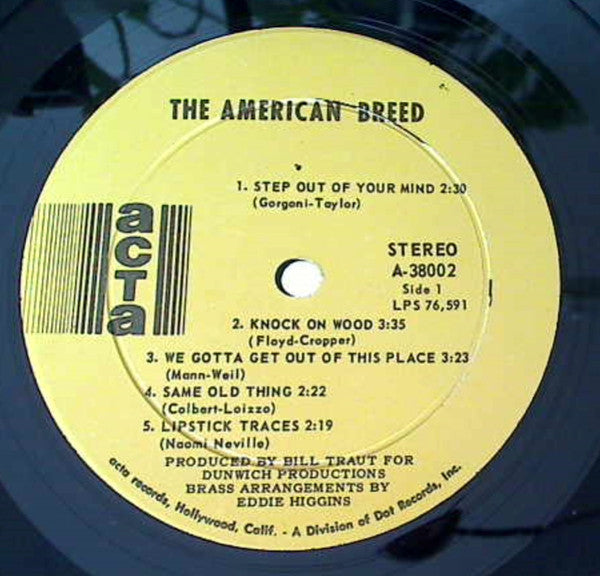 THE AMERICAN BREED
1. STEP OUT OF YOUR MIND 2:30
(Gorgoni-Taylor)
acta
STEREO
A-38002
Side 1
LPS 76,591
2. KNOCK ON WOOD 3:35
(Floyd-Cropper)
3. WE GOTTA GET OUT OF THIS PLACE 3:23
(Mann-Weil)
4. SAME OLD THING 2:22
(Colbert-Loizzo)
5. LIPSTICK TRACES 2:19
(Naomi Neville)
PRODUCED BY BILL TRAUT FOR
DUNWICH PRODUCTIONS
BRASS ARRANGEMENTS BY
EDDIE HIGGINS
acta records, Hollywood, Calif. - A Division of Dot Records, Inc.